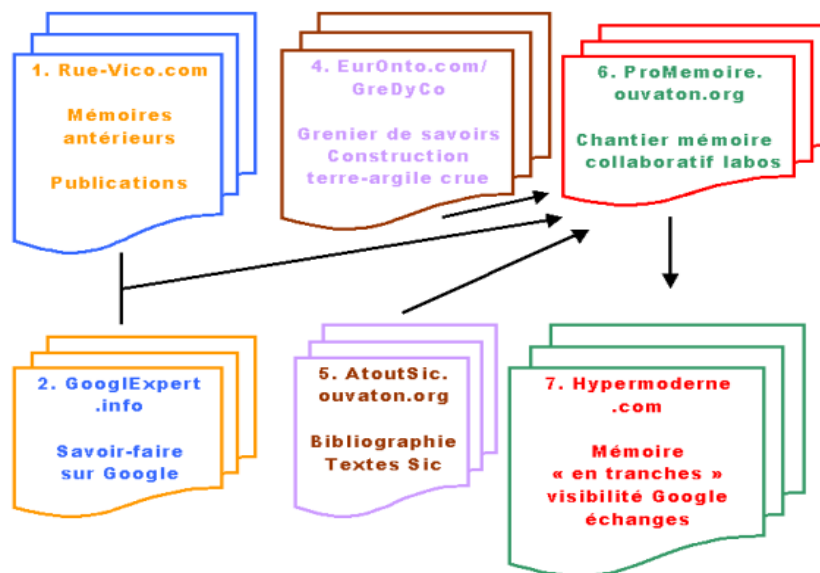 1. Rue-Vico.com
Mémoires
antérieurs
Publications
4. EurOnto.com/
GreDyCo
Grenier de savoirs
Construction
terre-argile crue
6. ProMemoire.
ouvaton.org
Chantier mémoire
collaboratif labos
2. GooglExpert
.info
Savoir-faire
sur Google
5. AtoutSic.
ouvaton.org
Bibliographie
Textes Sic
7. Hypermoderne
.com
Mémoire
« en tranches »
visibilité Google
échanges